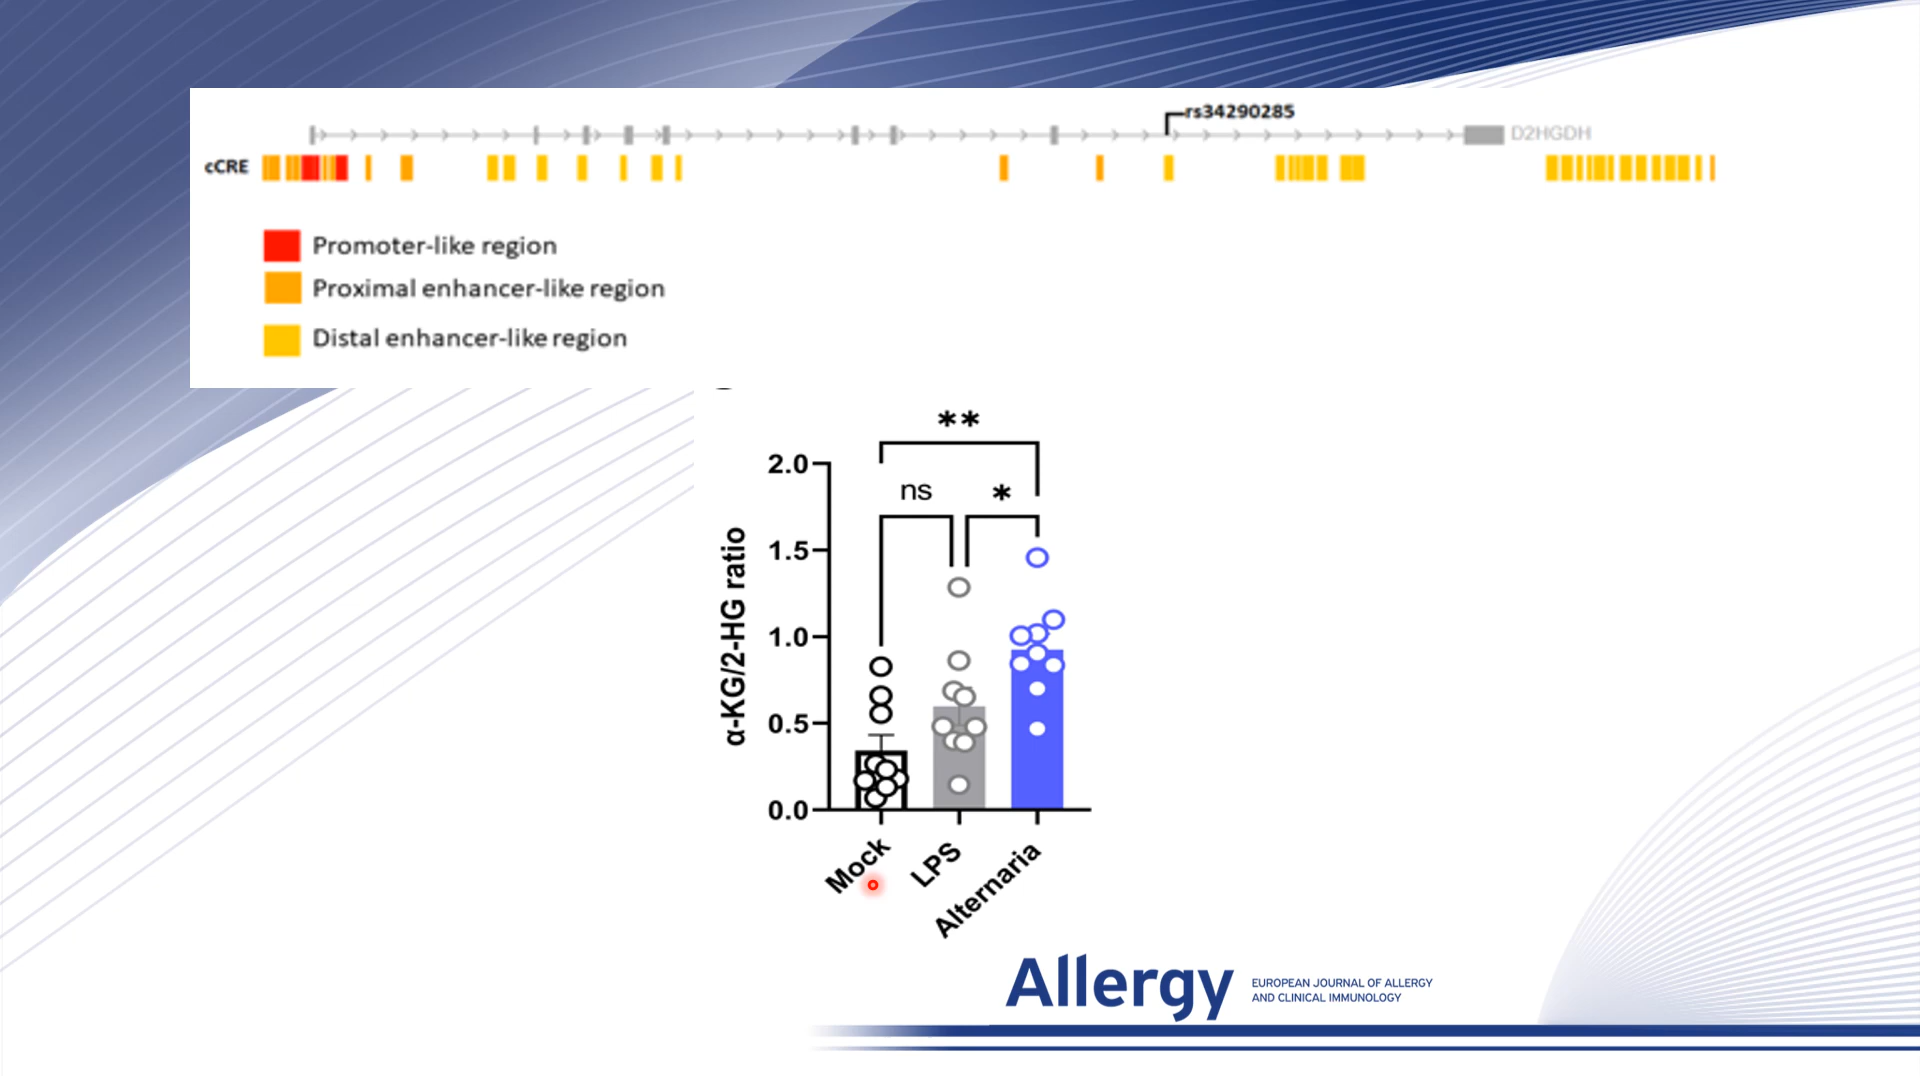 rs34290285
D2HGDH
cCRE
Promoter-like region
Proximal enhancer-like region
Distal enhancer-like region
**
2.0
ns
*
1.5
1.0
0.5
0.0
α-KG/2-HG ratio
Mock
LPS
Alternaria
Allergy
EUROPEAN JOURNAL OF ALLERGY
AND CLINICAL IMMUNOLOGY